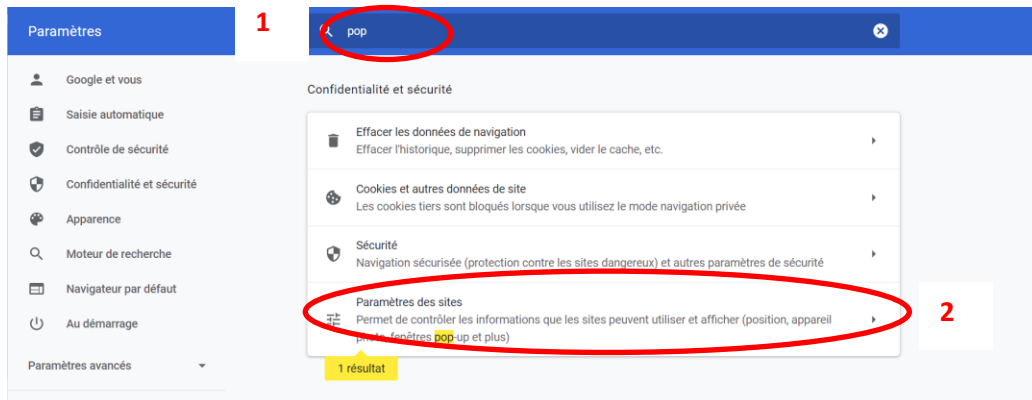 Paramètres
1
pop
Google et vous
Saisie automatique
Contrôle de sécurité
Confidentialité et sécurité
Apparence
Moteur de recherche
Navigateur par défaut
Au démarrage
Paramètres avancés
Confidentialité et sécurité
Effacer les données de navigation
Effacer l'historique, supprimer les cookies, vider le cache, etc.
Cookies et autres données de site
Les cookies tiers sont bloqués lorsque vous utilisez le mode navigation privée
Sécurité
Navigation sécurisée (protection contre les sites dangereux) et autres paramètres de sécurité
Paramètres des sites
Permet de contrôler les informations que les sites peuvent utiliser et afficher (position, appareil
photo, fenêtres pop-up et plus)
2
1 résultat